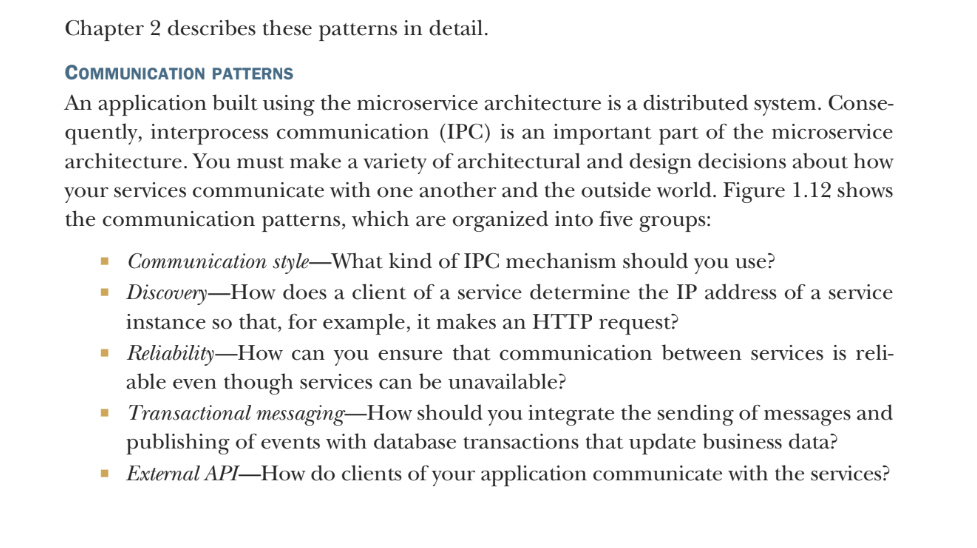 Chapter 2 describes these patterns in detail.
COMMUNICATION PATTERNS
An application built using the microservice architecture is a distributed system. Conse-
quently, interprocess communication (IPC) is an important part of the microservice
architecture. You must make a variety of architectural and design decisions about how
your services communicate with one another and the outside world. Figure 1.12 shows
the communication patterns, which are organized into five groups:
■ Communication style—What kind of IPC mechanism should you use?
■ Discovery—How does a client of a service determine the IP address of a service
instance so that, for example, it makes an HTTP request?
■ Reliability—How can you ensure that communication between services is reli-
able even though services can be unavailable?
■ Transactional messaging—How should you integrate the sending of messages and
publishing of events with database transactions that update business data?
■ External API—How do clients of your application communicate with the services?